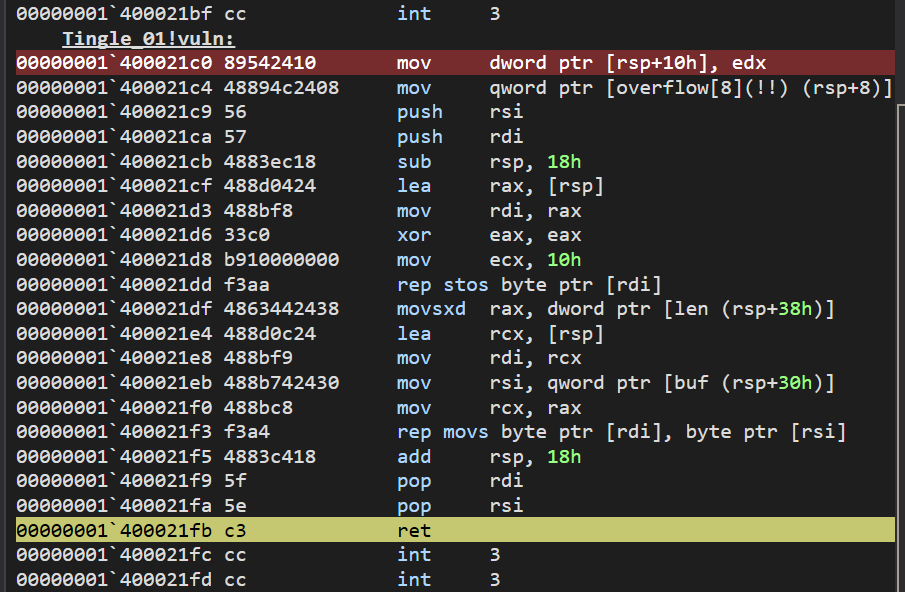 00000001`400021bf cc int 3
Tingle_01!vuln:
00000001`400021c0 89542410 mov dword ptr [rsp+10h], edx
00000001`400021c4 48894c2408 mov qword ptr [overflow[8](!!) (rsp+8)]
00000001`400021c9 56 push rsi
00000001`400021ca 57 push rdi
00000001`400021cb 4883ec18 sub rsp, 18h
00000001`400021cf 488d0424 lea rax, [rsp]
00000001`400021d3 488bf8 mov rdi, rax
00000001`400021d6 33c0 xor eax, eax
00000001`400021d8 b910000000 mov ecx, 10h
00000001`400021dd f3aa rep stos byte ptr [rdi]
00000001`400021df 4863442438 movsxd rax, dword ptr [len (rsp+38h)]
00000001`400021e4 488d0c24 lea rcx, [rsp]
00000001`400021e8 488bf9 mov rdi, rcx
00000001`400021eb 488b742430 mov rsi, qword ptr [buf (rsp+30h)]
00000001`400021f0 488bc8 mov rcx, rax
00000001`400021f3 f3a4 rep movs byte ptr [rdi], byte ptr [rsi]
00000001`400021f5 4883c418 add rsp, 18h
00000001`400021f9 5f pop rdi
00000001`400021fa 5e pop rsi
00000001`400021fb c3 ret
00000001`400021fc cc int 3
00000001`400021fd cc int 3